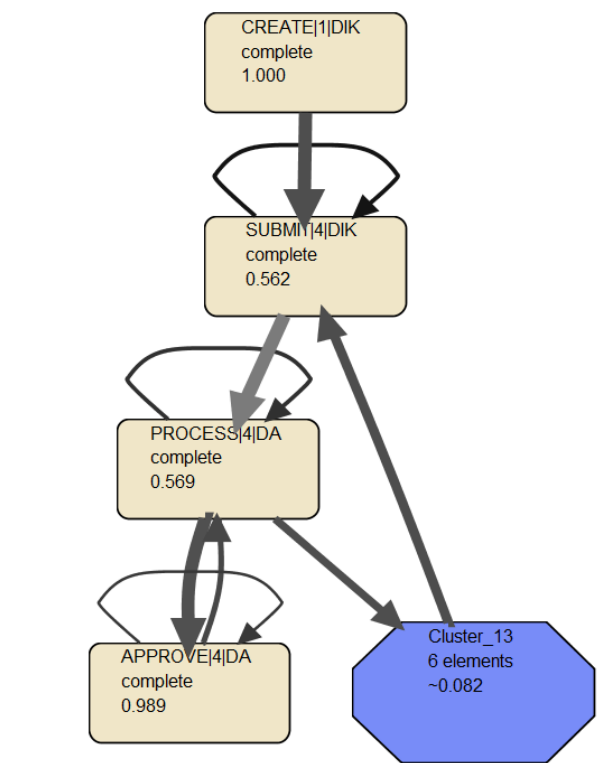 CREATE|1|DIK
complete
1.000
SUBMIT|4|DIK
complete
0.562
PROCESS|4|DA
complete
0.569
APPROVE|4|DA
complete
0.989
Cluster_13
6 elements
~0.082